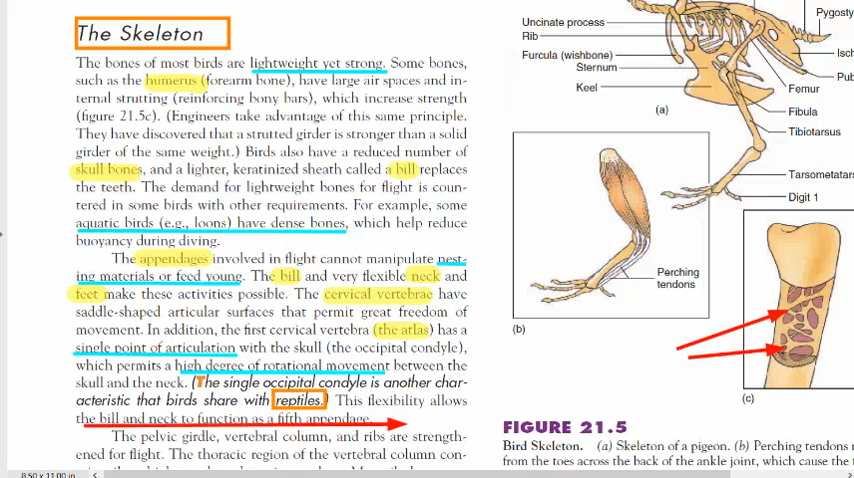 The Skeleton
The bones of most birds are lightweight yet strong. Some bones,
such as the humerus (forearm bone), have large air spaces and in-
ternal strutting (reinforcing bony bars), which increase strength
(figure 21.5c). (Engineers take advantage of this same principle.
They have discovered that a strutted girder is stronger than a solid
girder of the same weight.) Birds also have a reduced number of
skull bones, and a lighter, keratinized sheath called a bill replaces
the teeth. The demand for lightweight bones for flight is coun-
tered in some birds with other requirements. For example, some
aquatic birds (e.g., loons) have dense bones, which help reduce
buoyancy during diving.
The appendages involved in flight cannot manipulate nest-
ing materials or feed young. The bill and very flexible neck and
feet make these activities possible. The cervical vertebrae have
saddle-shaped articular surfaces that permit great freedom of
movement. In addition, the first cervical vertebra (the atlas) has a
single point of articulation with the skull (the occipital condyle),
which permits a high degree of rotational movement between the
skull and the neck. (The single occipital condyle is another char-
acteristic that birds share with reptiles.) This flexibility allows
the bill and neck to function as a fifth appendage.
The pelvic girdle, vertebral column, and ribs are strength-
ened for flight. The thoracic region of the vertebral column con-
8.50 x 11.00 in
Uncinate process
Rib
Furcula (wishbone)
Sternum
Keel
(a)
Pygosty
Isch
Pub
Femur
Fibula
Tibiotarsus
Tarsometatars
Digit 1
Perching
tendons
(b)
(c)
FIGURE 21.5
Bird Skeleton. (a) Skeleton of a pigeon. (b) Perching tendons
from the toes across the back of the ankle joint, which cause the